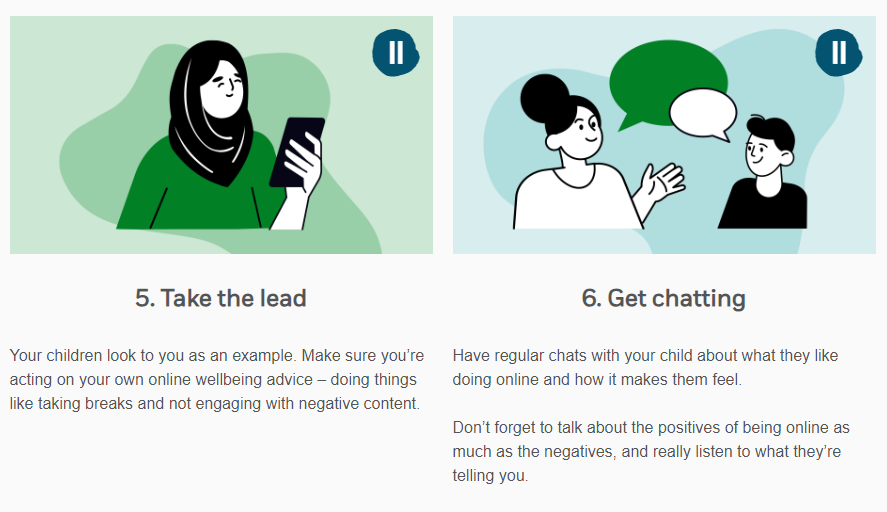 5. Take the lead
Your children look to you as an example. Make sure you’re
acting on your own online wellbeing advice – doing things
like taking breaks and not engaging with negative content.
6. Get chatting
Have regular chats with your child about what they like
doing online and how it makes them feel.
Don’t forget to talk about the positives of being online as
much as the negatives, and really listen to what they’re
telling you.